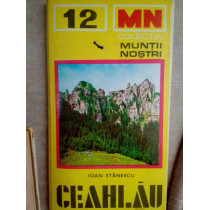 12 MN
COLECȚIA
MUNȚII
NOȘTRI
IOAN STĂNESCU
CEAHLĂU